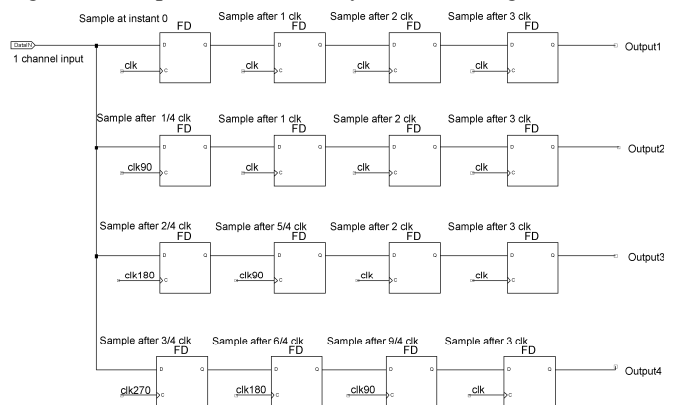 Sample at instant 0 Sample after 1 clk Sample after 2 clk Sample after 3 clk
FD FD FD FD
DataIN D Q D Q D Q D Q Output1
1 channel input clk C clk C clk C clk C
Sample after 1/4 clk Sample after 1 clk Sample after 2 clk Sample after 3 clk
FD FD FD FD
D Q D Q D Q D Q Output2
clk90 C clk C clk C clk C
Sample after 2/4 clk Sample after 5/4 clk Sample after 2 clk Sample after 3 clk
FD FD FD FD
D Q D Q D Q D Q Output3
clk180 C clk90 C clk C clk C
Sample after 3/4 clk Sample after 6/4 clk Sample after 9/4 clk Sample after 3 clk
FD FD FD FD
D Q D Q D Q D Q Output4
clk270 C clk180 C clk90 C clk C